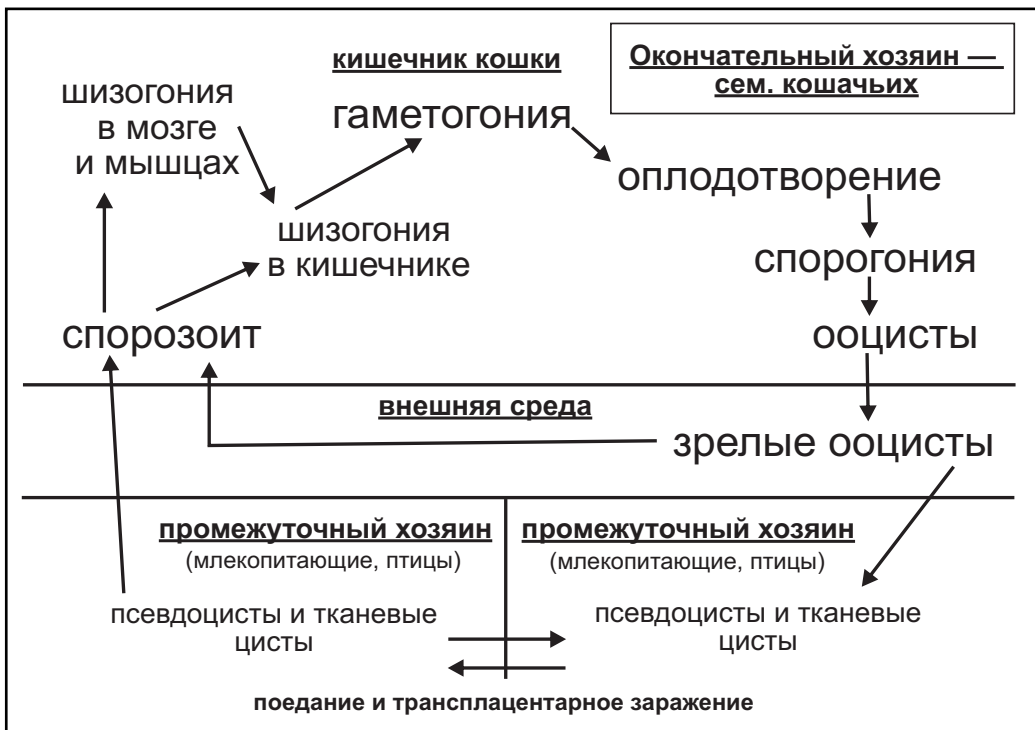 кишечник кошки
Окончательный хозяин —
сем. кошачьих
шизогония
в мозге
и мышцах
гаметогония
оплодотворение
шизогония
в кишечнике
спорогония
спорозоит
ооцисты
внешняя среда
зрелые ооцисты
промежуточный хозяин
(млекопитающие, птицы)
псевдоцисты и тканевые
цисты
промежуточный хозяин
(млекопитающие, птицы)
псевдоцисты и тканевые
цисты
поедание и трансплацентарное заражение